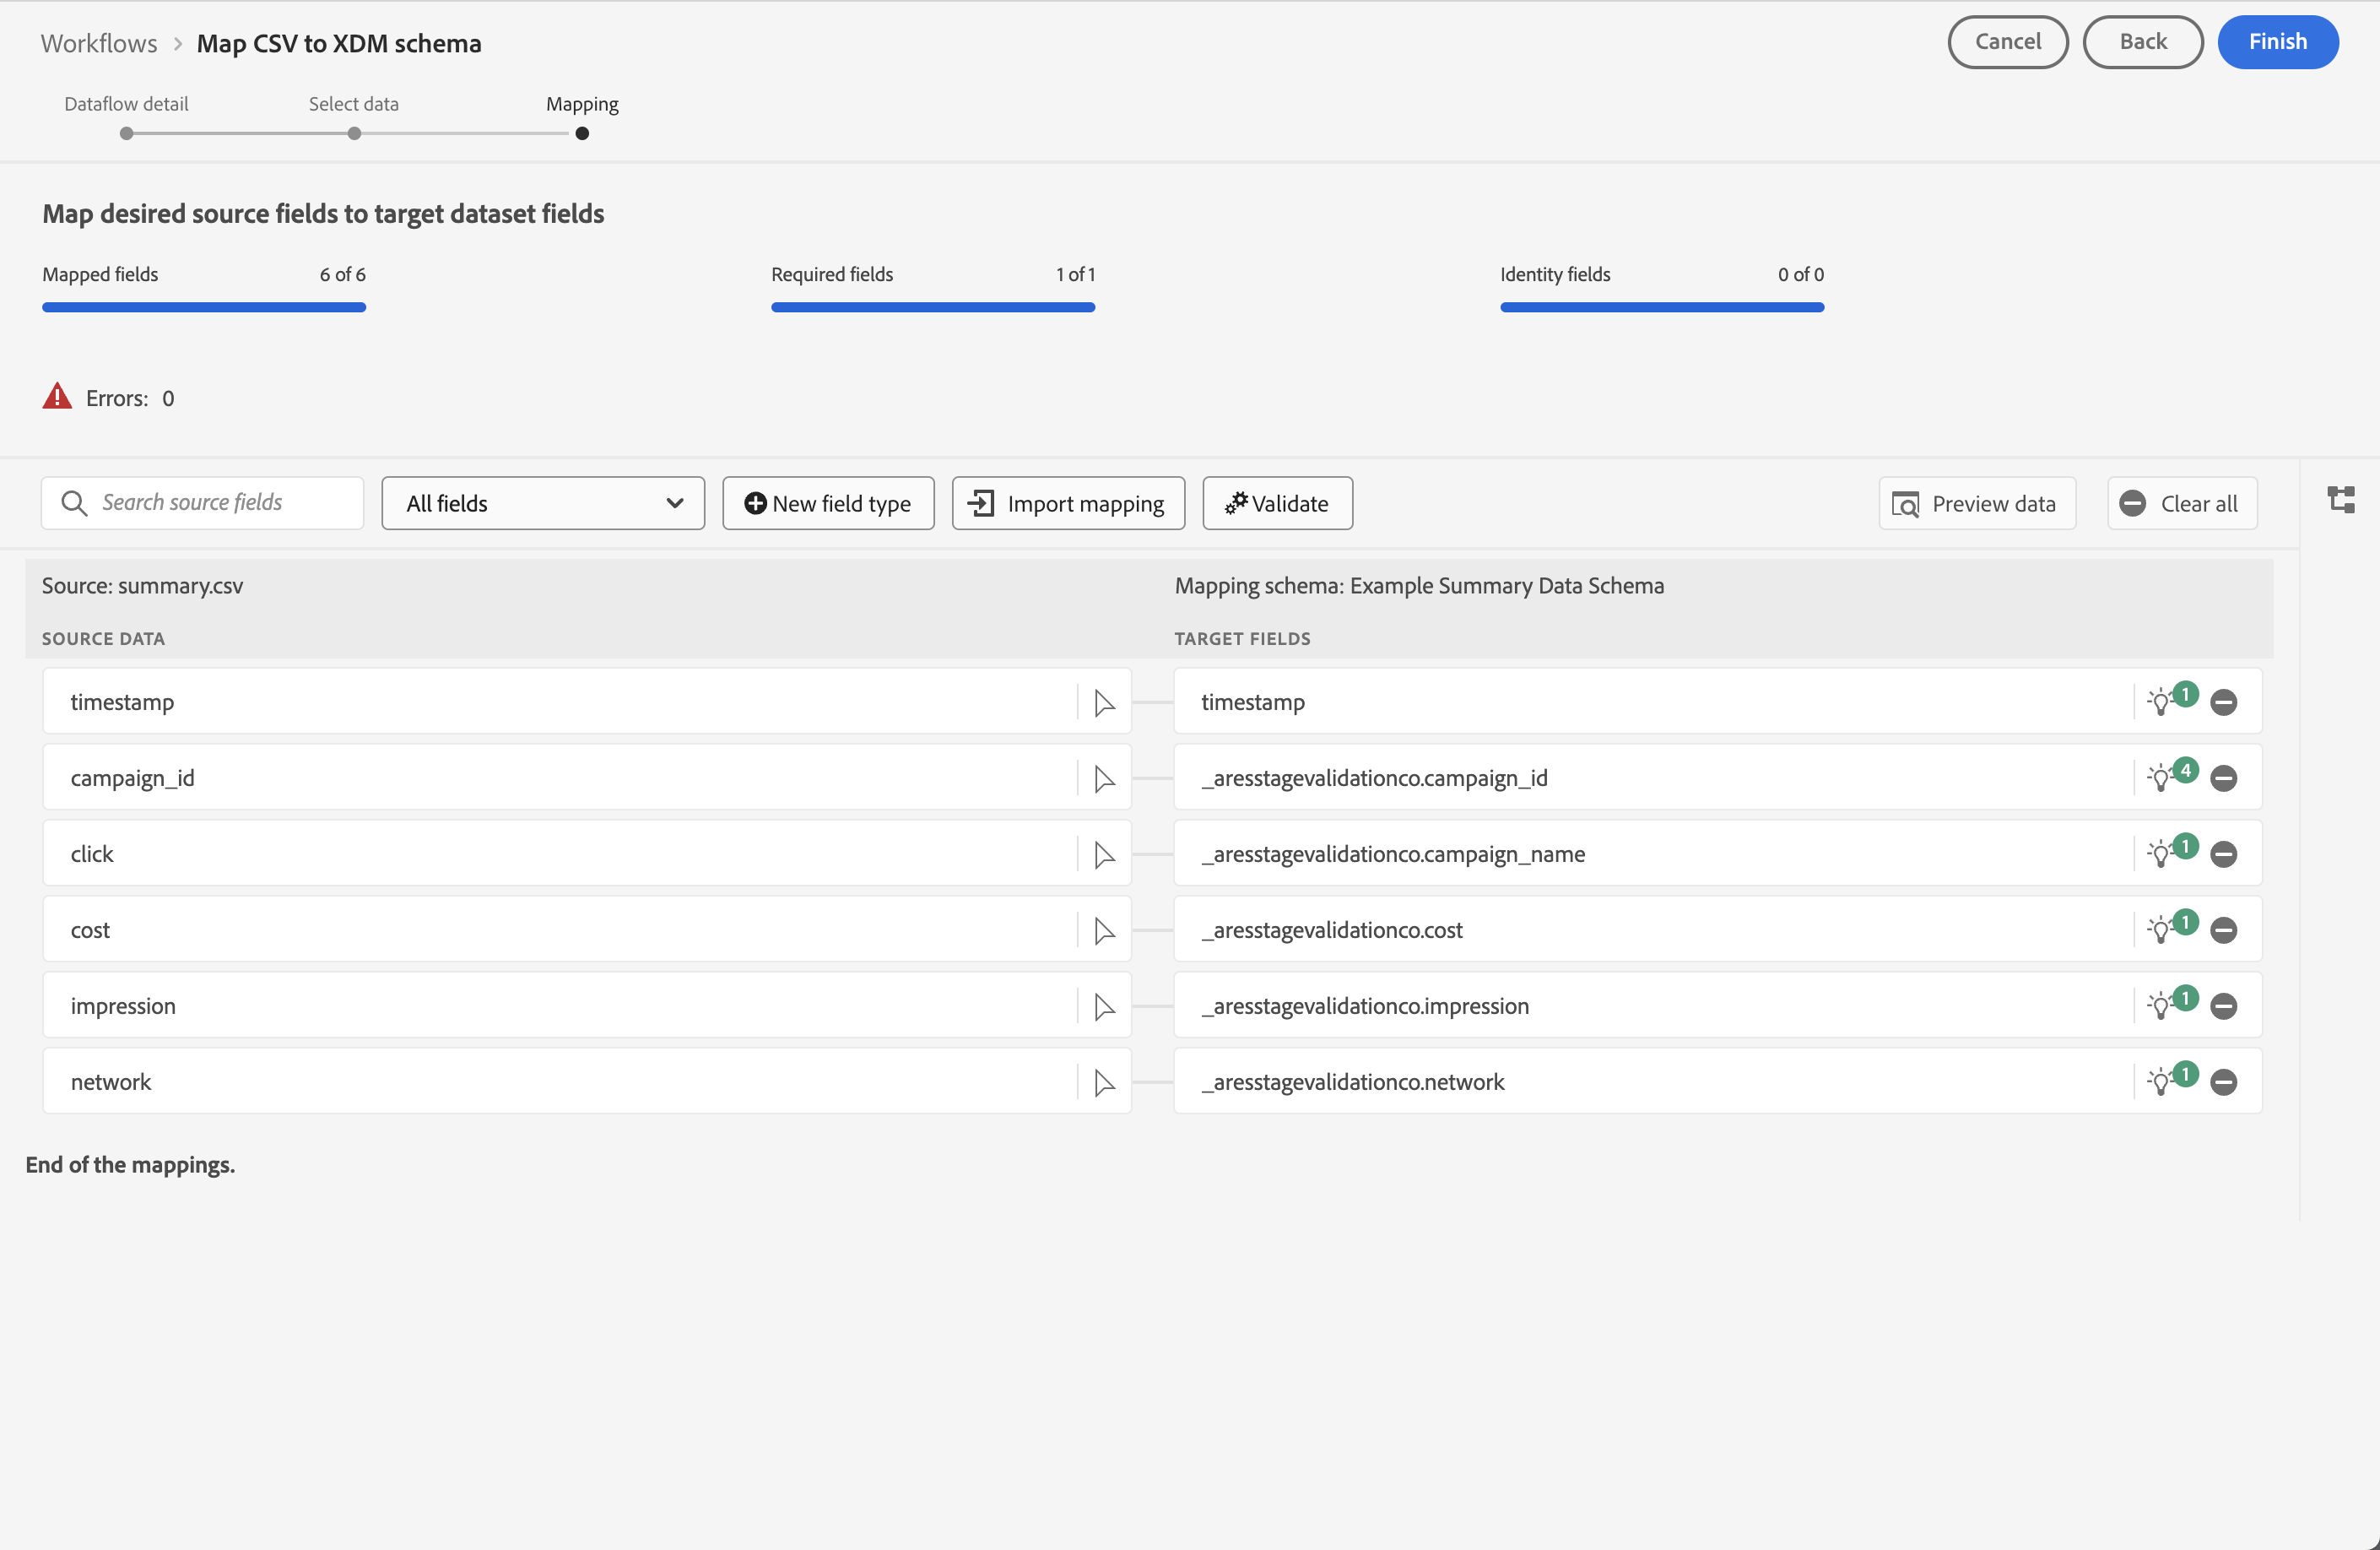 Workflows > Map CSV to XDM schema
Cancel
Back
Finish
Dataflow detail
Select data
Mapping
Map desired source fields to target dataset fields
Mapped fields 6 of 6
Required fields 1 of 1
Identity fields 0 of 0
Errors: 0
Search source fields
All fields
New field type
Import mapping
Validate
Preview data
Clear all
Source: summary.csv
Mapping schema: Example Summary Data Schema
SOURCE DATA
TARGET FIELDS
timestamp
timestamp
1
campaign_id
_aresstagevalidationco.campaign_id
4
click
_aresstagevalidationco.campaign_name
1
cost
_aresstagevalidationco.cost
1
impression
_aresstagevalidationco.impression
1
network
_aresstagevalidationco.network
1
End of the mappings.